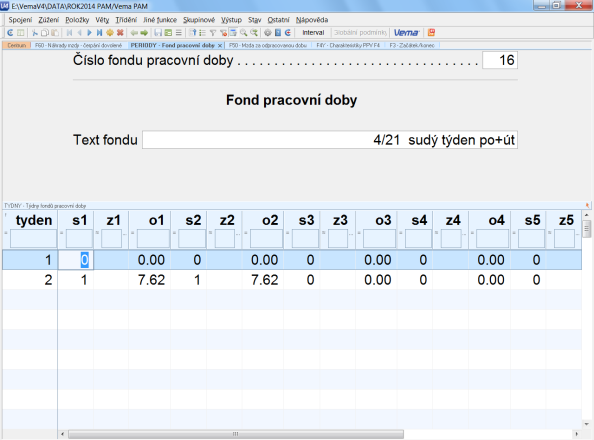 E:\VernaV4\DATA\ROK2014 PAM/Vema PAM
Spojení Zúžení Položky Věty Třídění Jiné funkce Skupinové Výstup Stav Ostatní Nápověda
Interval Globální podmínky Vema
Centrum F60 - Náhrady mzdy - čerpání dovolené PERIODY - Fond pracovní doby x F50 - Mzda za odpracovanou dobu F4Y - Charakteristiky PPV F4 F3 - Začátek/konec
Číslo fondu pracovní doby . . . . . . . . . . . . . . . . . . . . . . . . . . . . . . . . . 16
Fond pracovní doby
Text fondu 4/21 sudý týden po+út
TYDNY - Týdny fondů pracovní doby
tyden s1 z1 o1 s2 z2 o2 s3 z3 o3 s4 z4 o4 s5 z5
1 0 0.00 0 0.00 0 0.00 0 0.00 0
2 1 7.62 1 7.62 0 0.00 0 0.00 0